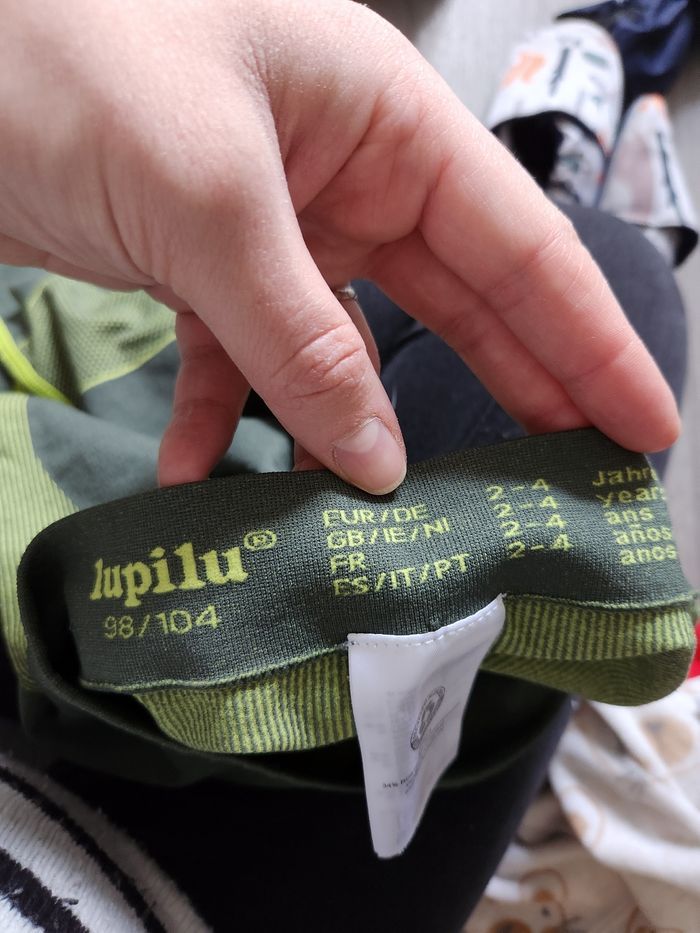 lupilu®
98/104
EUR/DE 2-4 Jahre
GB/IE/NI 2-4 years
FR 2-4 ans
ES/IT/PT 2-4 años
anos